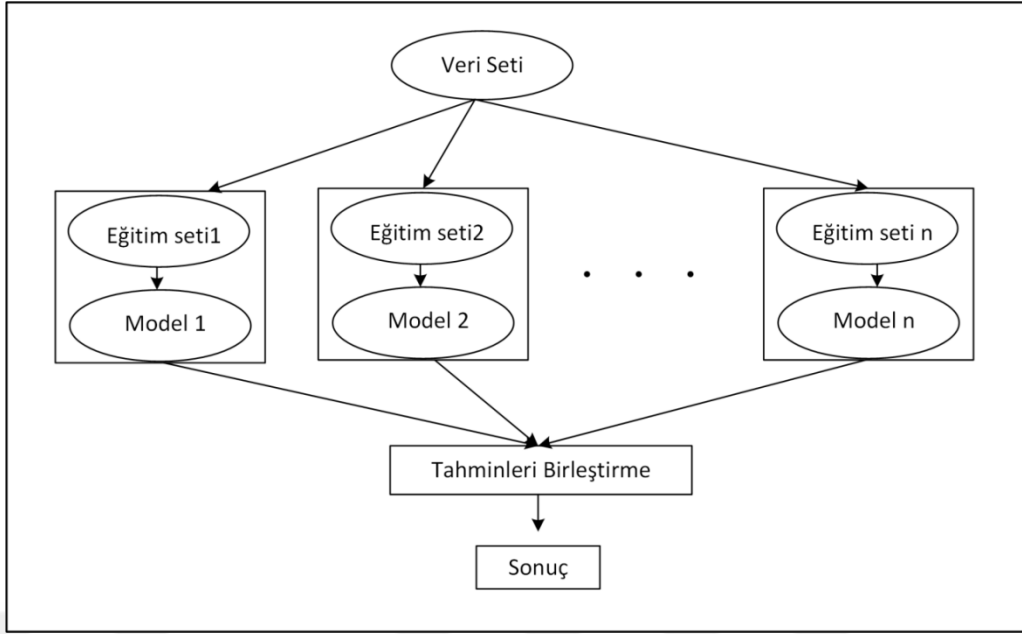 Veri Seti
Eğitim seti1
Eğitim seti2
Eğitim seti n
Model 1
Model 2
Model n
Tahminleri Birleştirme
Sonuç